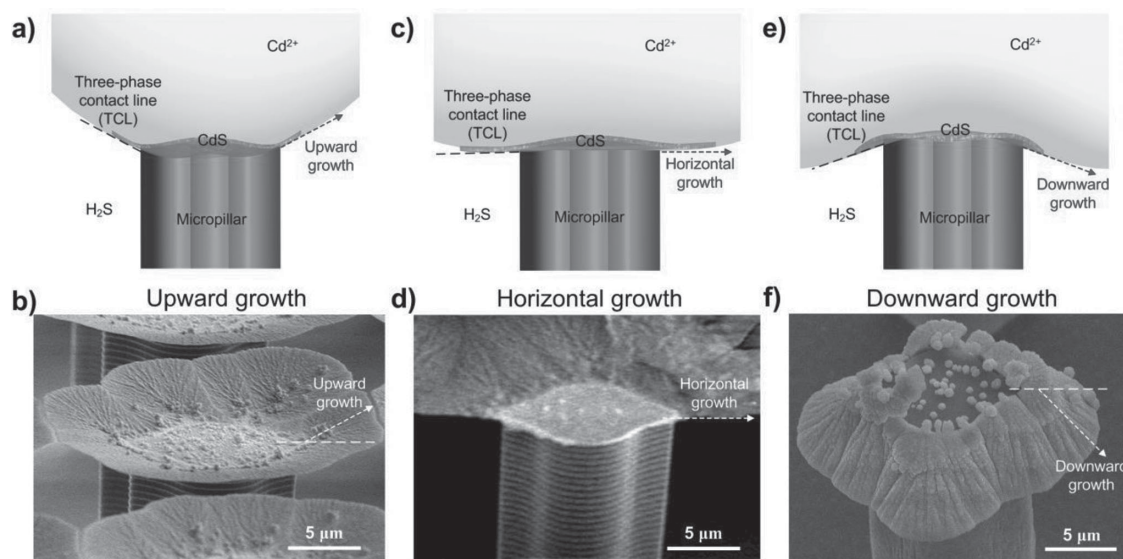 a)
Cd²⁺
Three-phase
contact line
(TCL)
CdS
Upward
growth
H₂S
Micropillar
c)
Cd²⁺
Three-phase
contact line
(TCL)
CdS
Horizontal
growth
H₂S
Micropillar
e)
Cd²⁺
Three-phase
contact line
(TCL)
CdS
Downward
growth
H₂S
Micropillar
b)
Upward growth
Upward
growth
5 μm
d)
Horizontal growth
Horizontal
growth
5 μm
f)
Downward growth
Downward
growth
5 μm